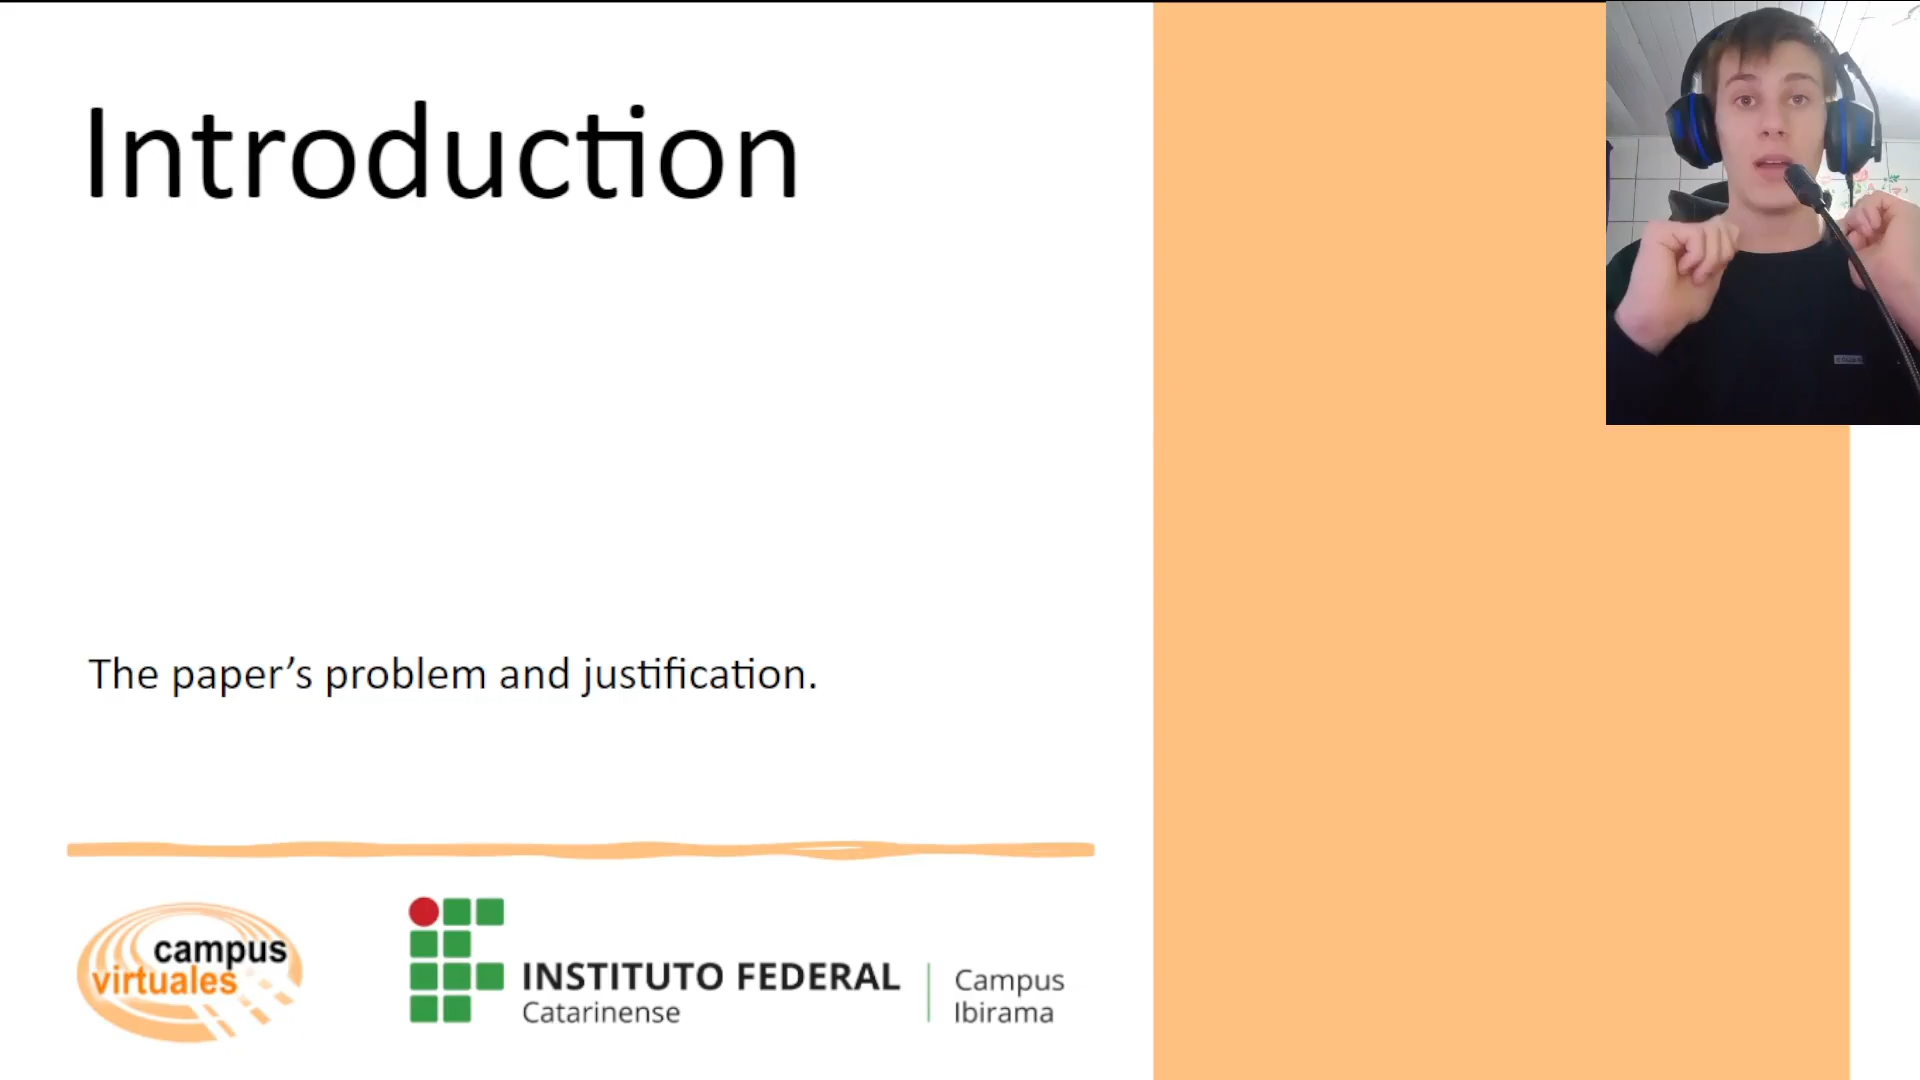 Introduction
The paper’s problem and justification.
campus
virtuales
INSTITUTO FEDERAL
Catarinense
Campus
Ibirama